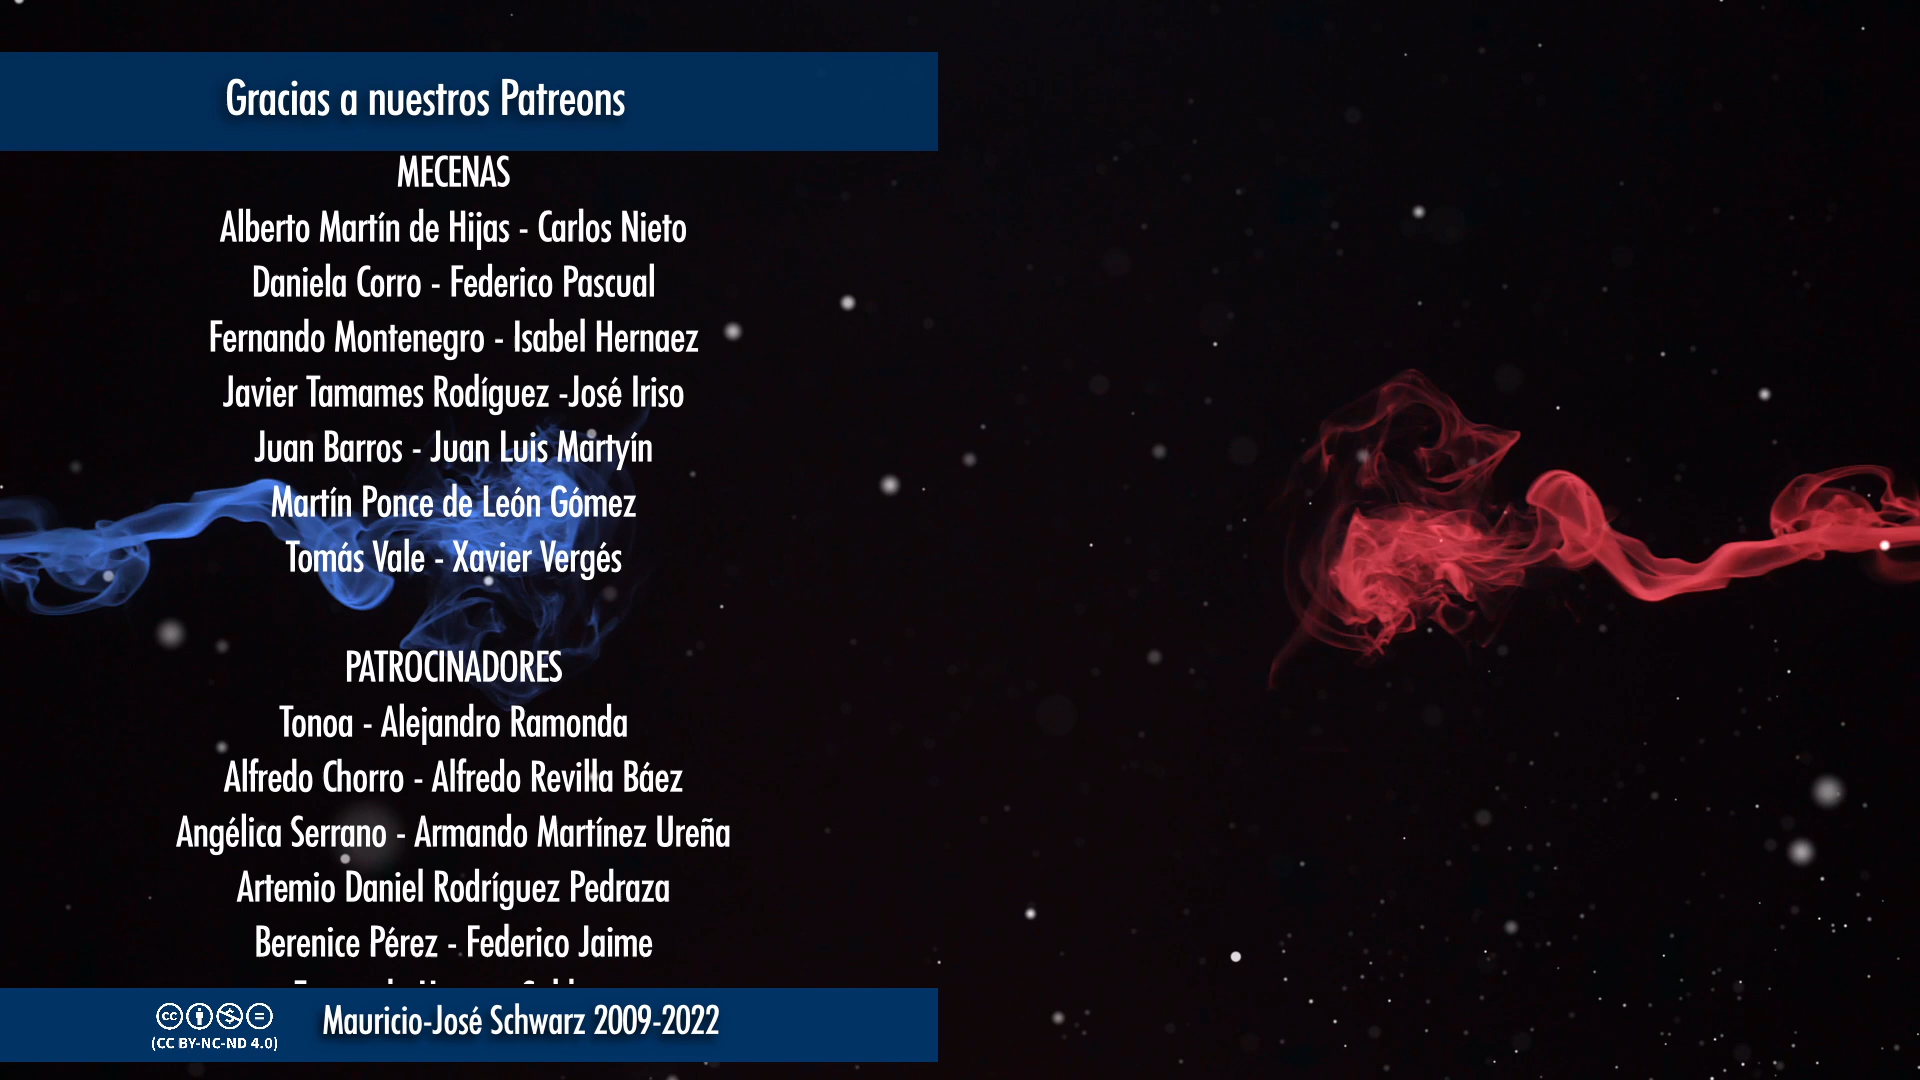 Gracias a nuestros Patreons
MECENAS
Alberto Martín de Hijas - Carlos Nieto
Daniela Corro - Federico Pascual
Fernando Montenegro - Isabel Hernaez
Javier Tamames Rodíguez -José Iriso
Juan Barros - Juan Luis Martyín
Martín Ponce de León Gómez
Tomás Vale - Xavier Vergés
PATROCINADORES
Tonoa - Alejandro Ramonda
Alfredo Chorro - Alfredo Revilla Báez
Angélica Serrano - Armando Martínez Ureña
Artemio Daniel Rodríguez Pedraza
Berenice Pérez - Federico Jaime
Mauricio-José Schwarz 2009-2022
(CC BY-NC-ND 4.0)